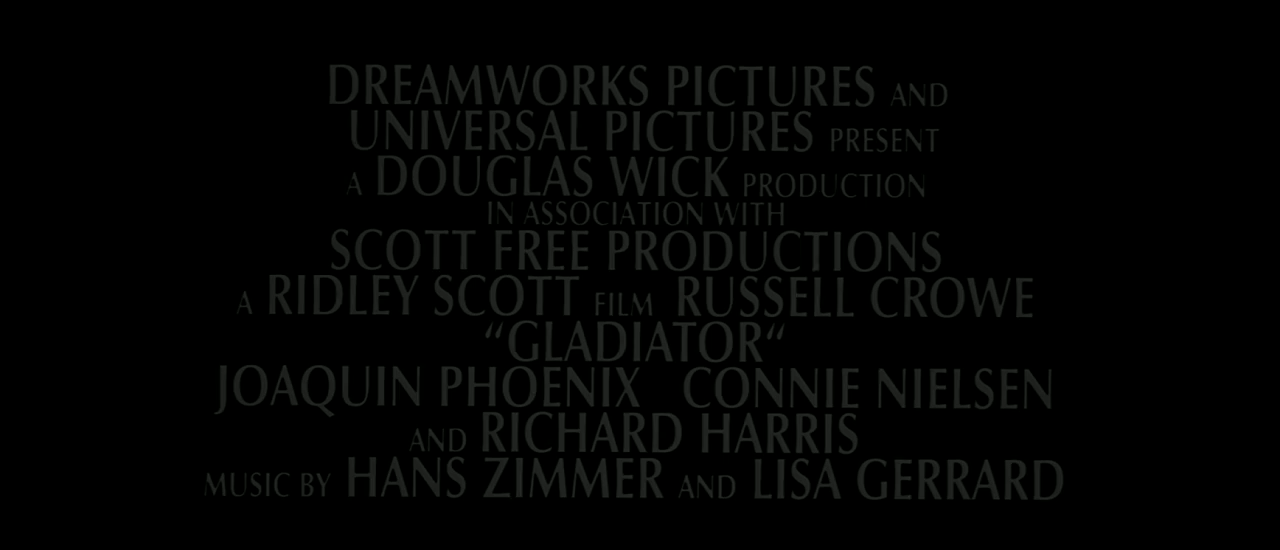 DREAMWORKS PICTURES AND
UNIVERSAL PICTURES PRESENT
A DOUGLAS WICK PRODUCTION
IN ASSOCIATION WITH
SCOTT FREE PRODUCTIONS
A RIDLEY SCOTT FILM RUSSELL CROWE
“GLADIATOR“
JOAQUIN PHOENIX CONNIE NIELSEN
AND RICHARD HARRIS
MUSIC BY HANS ZIMMER AND LISA GERRARD